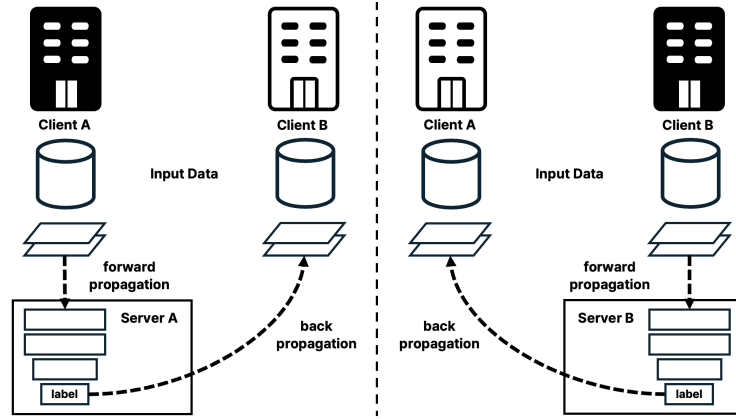 Client A
Client B
Input Data
forward
propagation
Server A
back
propagation
label
Client A
Client B
Input Data
forward
propagation
Server B
back
propagation
label